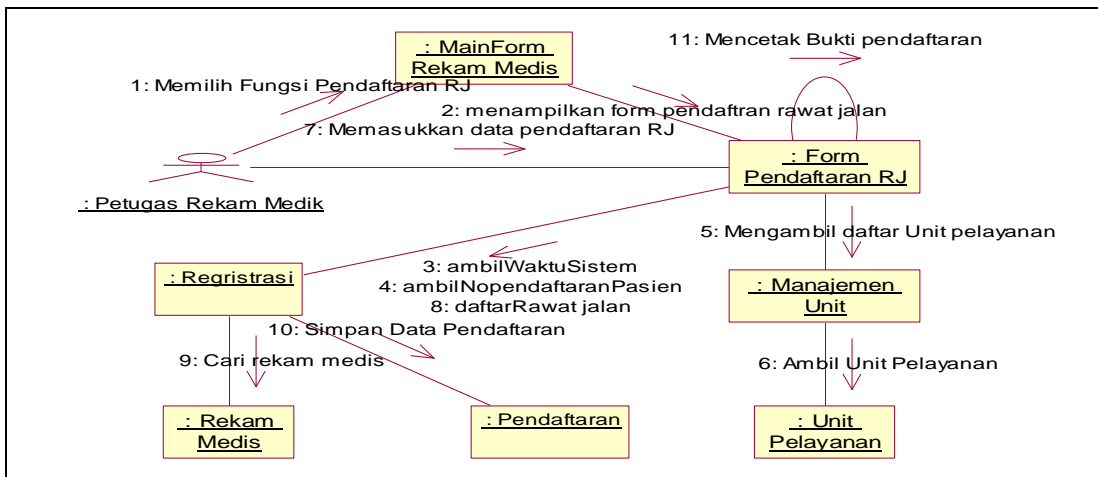 11: Mencetak Bukti pendaftaran
: MainForm
Rekam Medis
1: Memilih Fungsi Pendaftaran RJ
2: menampilkan form pendaftran rawat jalan
7: Memasukkan data pendaftaran RJ
: Form
Pendaftaran RJ
: Petugas Rekam Medik
5: Mengambil daftar Unit pelayanan
: Regristrasi
3: ambilWaktuSistem
4: ambilNopendaftaranPasien
8: daftarRawat jalan
: Manajemen
Unit
10: Simpan Data Pendaftaran
9: Cari rekam medis
6: Ambil Unit Pelayanan
: Rekam
Medis
: Pendaftaran
: Unit
Pelayanan